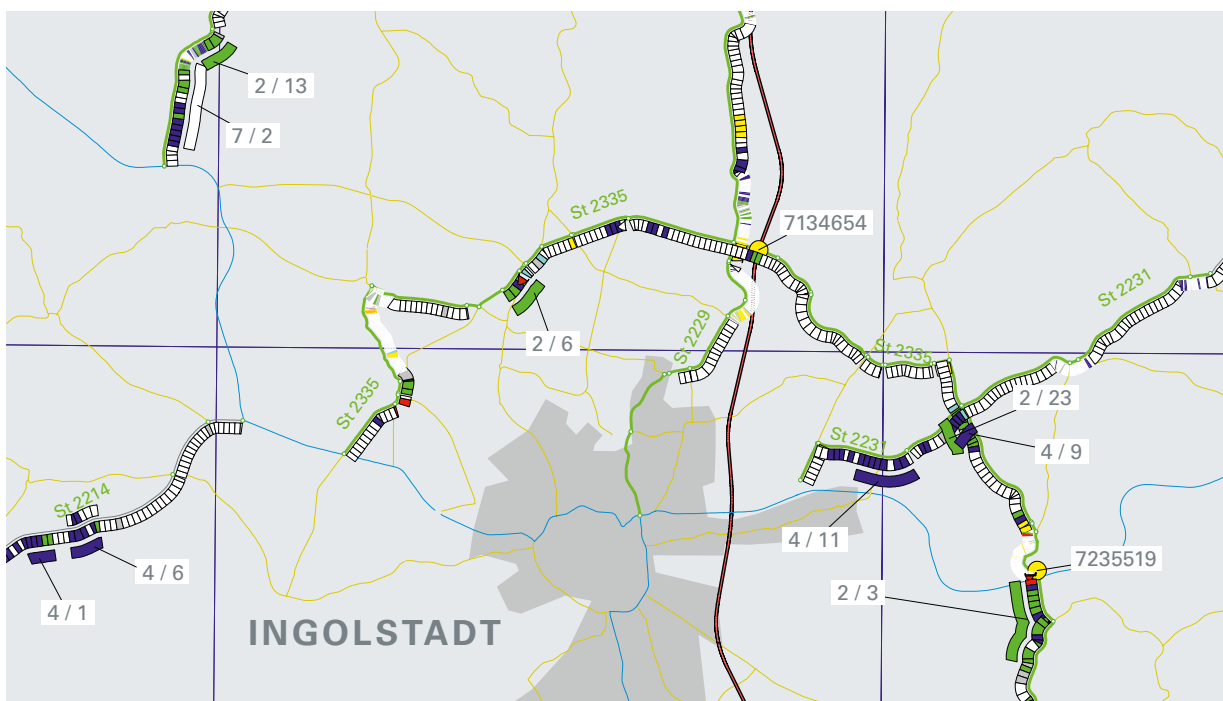 2 / 13
7 / 2
St 2335
7134654
St 2231
2 / 6
St 2229
St 2335
St 2335
2 / 23
St 2231
4 / 9
St 2214
4 / 11
4 / 6
7235519
4 / 1
2 / 3
INGOLSTADT